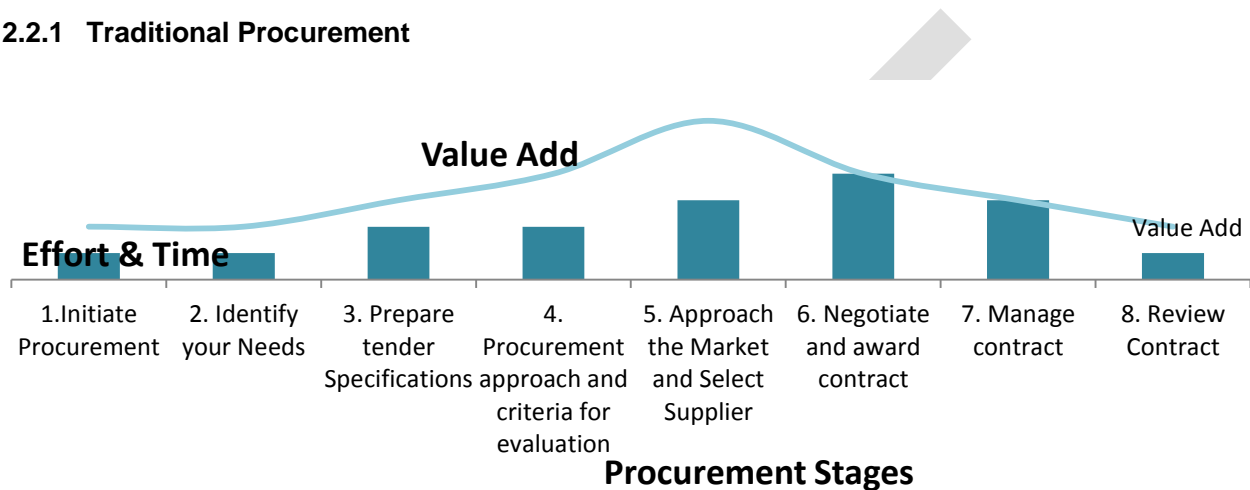 2.2.1 Traditional Procurement
Value Add
Value Add
Effort & Time
1.Initiate
Procurement
2. Identify
your Needs
3. Prepare
tender
Specifications
4.
Procurement
approach and
criteria for
evaluation
5. Approach
the Market
and Select
Supplier
6. Negotiate
and award
contract
7. Manage
contract
8. Review
Contract
Procurement Stages